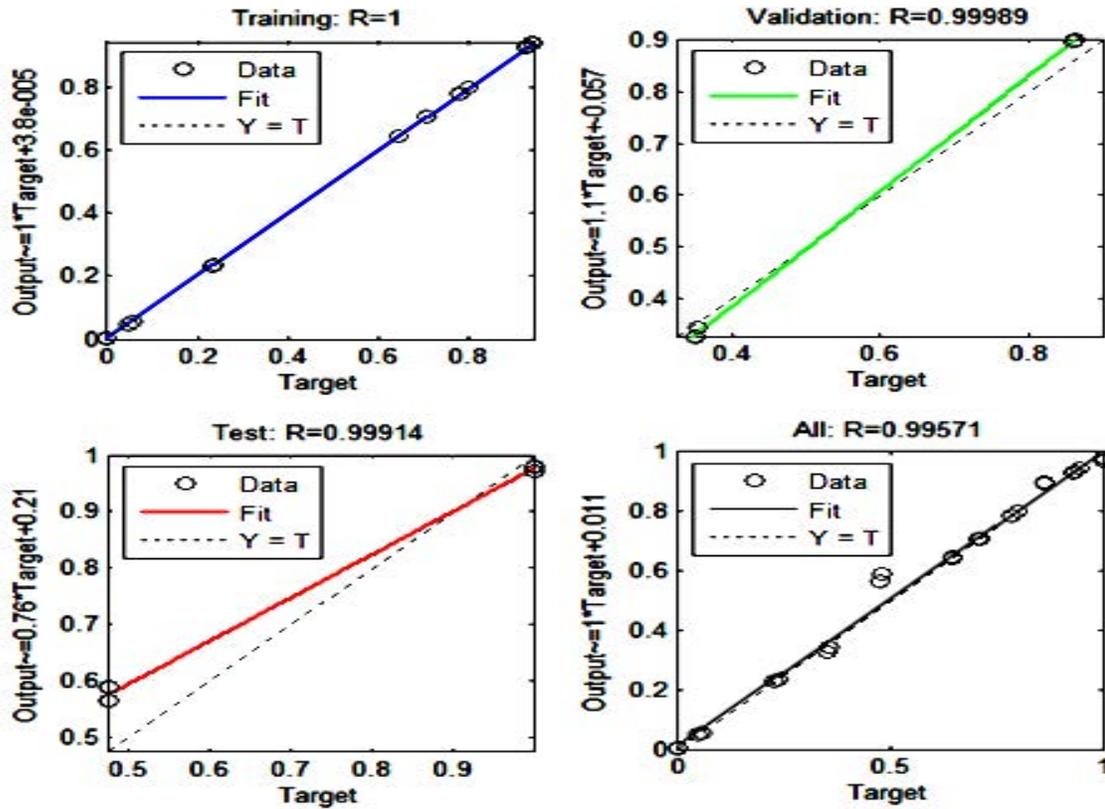 Training: R=1
Output~=1*Target+3.8e-005
Data
Fit
Y = T
0.8
0.6
0.4
0.2
0
0
0.2
0.4
0.6
0.8
Target
Validation: R=0.99989
Output~=1.1*Target+-0.057
Data
Fit
Y = T
0.9
0.8
0.7
0.6
0.5
0.4
0.4
0.6
0.8
Target
Test: R=0.99914
Output~=0.76*Target+0.21
Data
Fit
Y = T
1
0.9
0.8
0.7
0.6
0.5
0.5
0.6
0.7
0.8
0.9
Target
All: R=0.99571
Output~=1*Target+0.011
Data
Fit
Y = T
1
0.8
0.6
0.4
0.2
0
0
0.5
1
Target